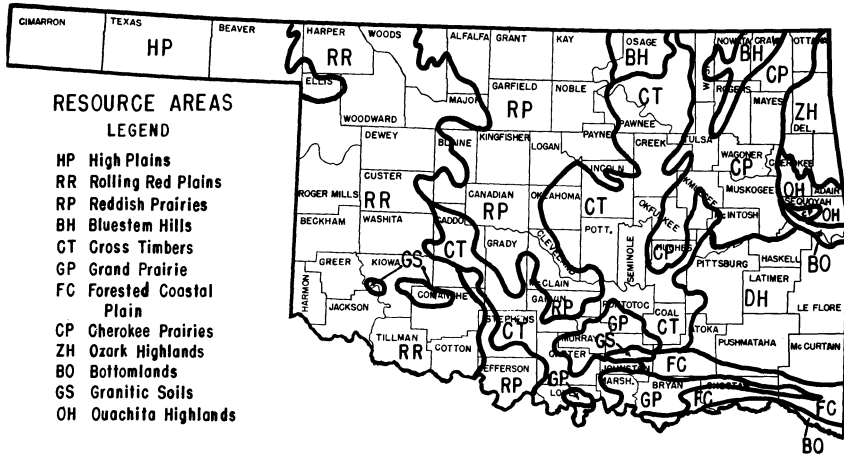 CIMARRON
TEXAS
HP
BEAVER
HARPER
RR
WOODS
ALFALFA
GRANT
KAY
OSAGE
BH
NOWATA
BH
CRAIG
CP
OTTAWA
ELLIS
MAJOR
GARFIELD
RP
NOBLE
CT
PAWNEE
ROGERS
MAYES
ZH
DEL.
RESOURCE AREAS
LEGEND
HP High Plains
RR Rolling Red Plains
RP Reddish Prairies
BH Bluestem Hills
CT Cross Timbers
GP Grand Prairie
FC Forested Coastal
Plain
CP Cherokee Prairies
ZH Ozark Highlands
BO Bottomlands
GS Granitic Soils
OH Ouachita Highlands
WOODWARD
DEWEY
BLAINE
KINGFISHER
LOGAN
PAYNE
CREEK
TULSA
WAGONER
CP
CHEROKEE
LINCOLN
CUSTER
RR
ROGER MILLS
CANADIAN
RP
OKLAHOMA
CT
OKFUSKEE
OKMULGEE
MUSKOGEE
OH
ADAIR
SEQUOYAH
OH
BECKHAM
WASHITA
CADDO
CT
GRADY
CLEVELAND
POTT.
SEMINOLE
HUGHES
CP
McINTOSH
PITTSBURG
HASKELL
BO
GREER
KIOWA
GS
HARMON
JACKSON
COMANCHE
McCLAIN
GARVIN
RP
PONTOTOC
GP
COAL
CT
DH
LATIMER
LE FLORE
TILLMAN
RR
COTTON
STEPHENS
CT
MURRAY
GS
CARTER
JOHNSTON
ATOKA
PUSHMATAHA
McCURTAIN
FC
JEFFERSON
RP
GP
LOVE
MARSH.
BRYAN
GP
CHOCTAW
FC
FC
BO